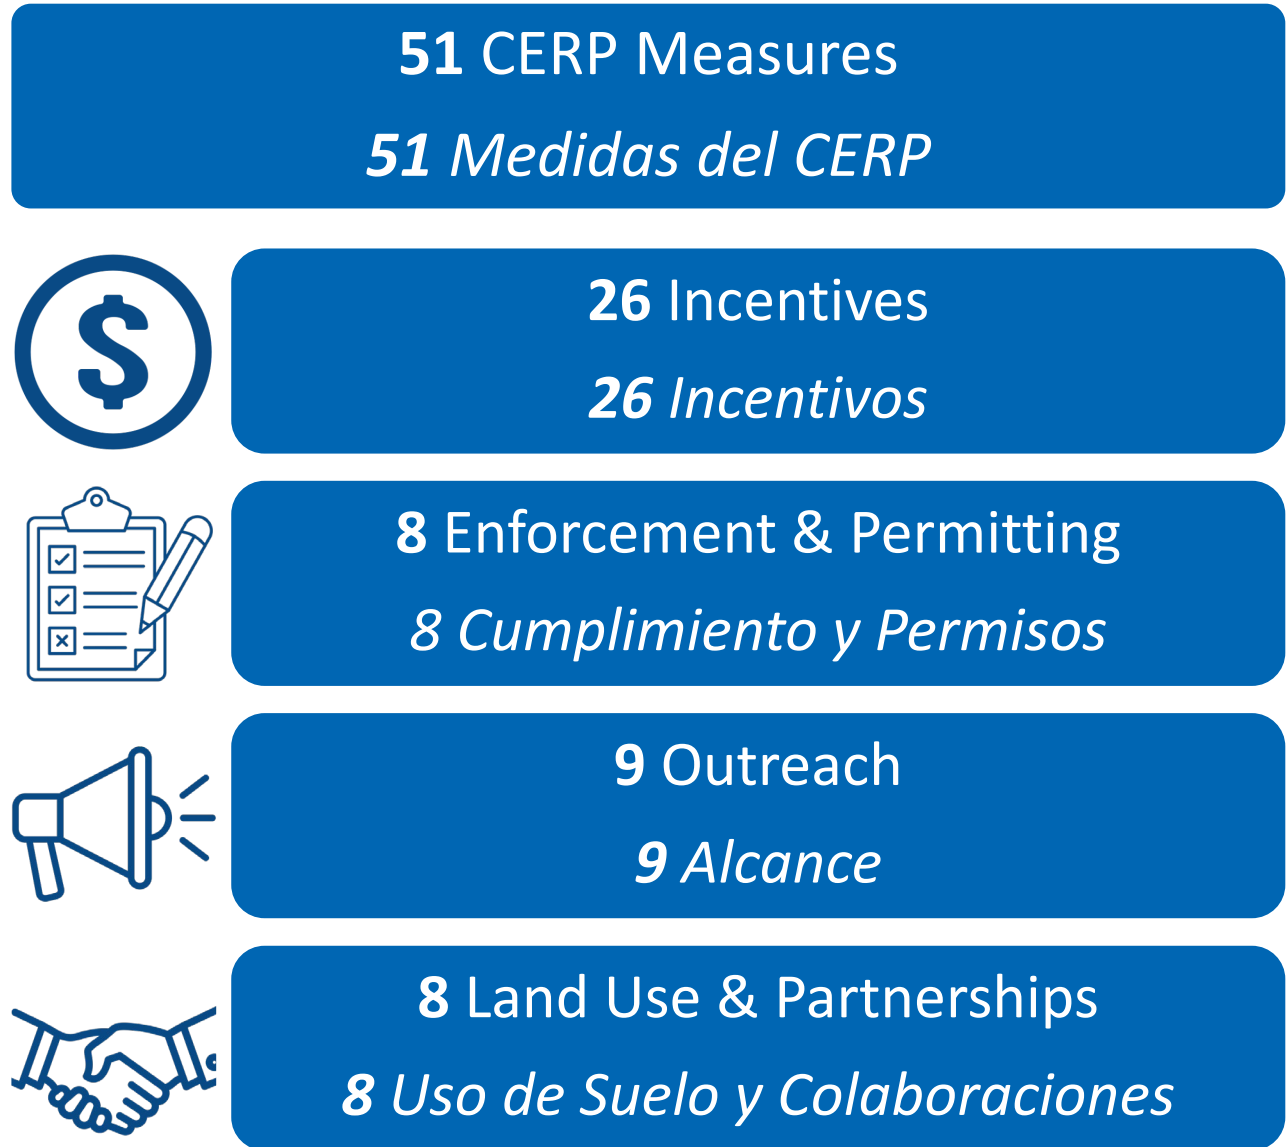 51 CERP Measures
51 Medidas del CERP
$
26 Incentives
26 Incentivos
8 Enforcement & Permitting
8 Cumplimiento y Permisos
9 Outreach
9 Alcance
8 Land Use & Partnerships
8 Uso de Suelo y Colaboraciones